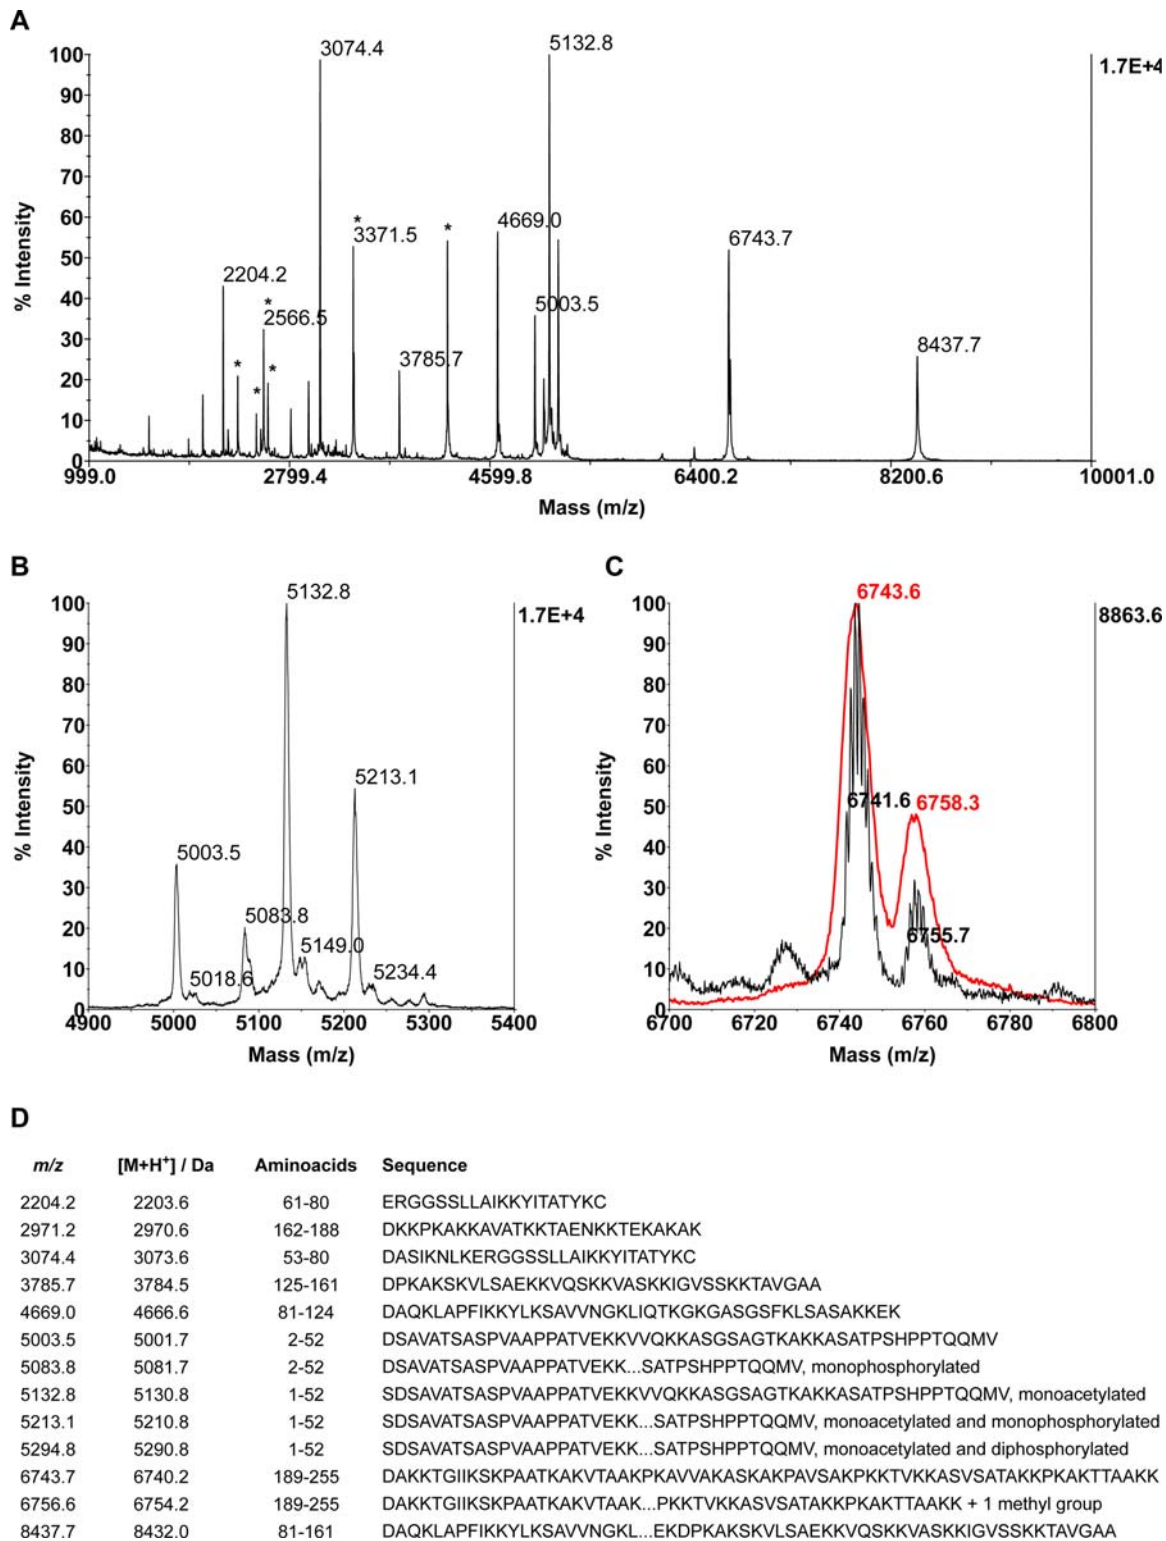 A
100
90
80
70
60
50
40
30
20
10
0
% Intensity
3074.4
5132.8
1.7E+4
*
3371.5
*
4669.0
6743.7
2204.2
*
2566.5
5003.5
3785.7
8437.7
*
*
*
999.0 2799.4 4599.8 6400.2 8200.6 10001.0
Mass (m/z)
B
100
90
80
70
60
50
40
30
20
10
0
% Intensity
5132.8
1.7E+4
5213.1
5003.5
5083.8
5149.0
5018.6
5234.4
4900 5000 5100 5200 5300 5400
Mass (m/z)
C
100
90
80
70
60
50
40
30
20
10
0
% Intensity
6743.6
8863.6
6741.6
6758.3
6755.7
6700 6720 6740 6760 6780 6800
Mass (m/z)
D
m/z [M+H+] / Da Aminoacids Sequence
2204.2 2203.6 61-80 ERGGSSLLAIKKYITATYKC
2971.2 2970.6 162-188 DKKPKAKKAVATKKTAENKKTEKAKAK
3074.4 3073.6 53-80 DASIKNLKERGGSSLLAIKKYITATYKC
3785.7 3784.5 125-161 DPKAKSKVLSAEKKVQSKKVASKKIGVSSKKTAVGAA
4669.0 4666.6 81-124 DAQKLAPFIKKYLKSAVVNGKLIQTKGKGASGSFKLSASAKKEK
5003.5 5001.7 2-52 DSAVATSASPVAAPPATVEKKVVQKKASGSAGTKAKKASATPSHPPTQQMV
5083.8 5081.7 2-52 DSAVATSASPVAAPPATVEKK...SATPSHPPTQQMV, monophosphorylated
5132.8 5130.8 1-52 SDSAVATSASPVAAPPATVEKKVVQKKASGSAGTKAKKASATPSHPPTQQMV, monoacetylated
5213.1 5210.8 1-52 SDSAVATSASPVAAPPATVEKK...SATPSHPPTQQMV, monoacetylated and monophosphorylated
5294.8 5290.8 1-52 SDSAVATSASPVAAPPATVEKK...SATPSHPPTQQMV, monoacetylated and diphosphorylated
6743.7 6740.2 189-255 DAKKTGIIKSKPAATKAKVTAAKPKAVVAKASKAKPAVSAKPKKTVKKASVSATAKKPKAKTTAAKK
6756.6 6754.2 189-255 DAKKTGIIKSKPAATKAKVTAAK...PKKTVKKASVSATAKKPKAKTTAAKK + 1 methyl group
8437.7 8432.0 81-161 DAQKLAPFIKKYLKSAVVNGKL...EKDPKAKSKVLSAEKKVQSKKVASKKIGVSSKKTAVGAA